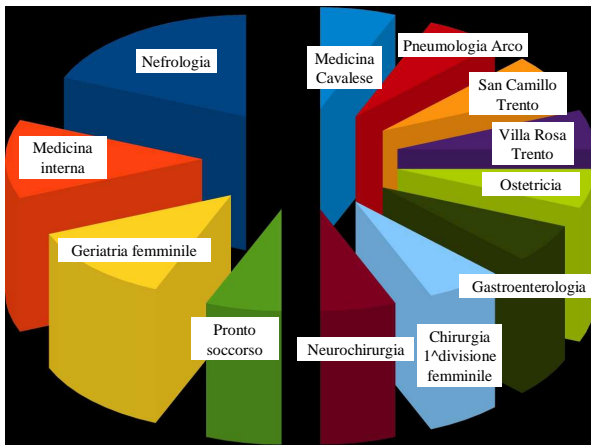 Nefrologia
Medicina
Cavalese
Pneumologia Arco
San Camillo
Trento
Villa Rosa
Trento
Ostetricia
Gastroenterologia
Chirurgia
1^divisione
femminile
Neurochirurgia
Pronto
soccorso
Geriatria femminile
Medicina
interna